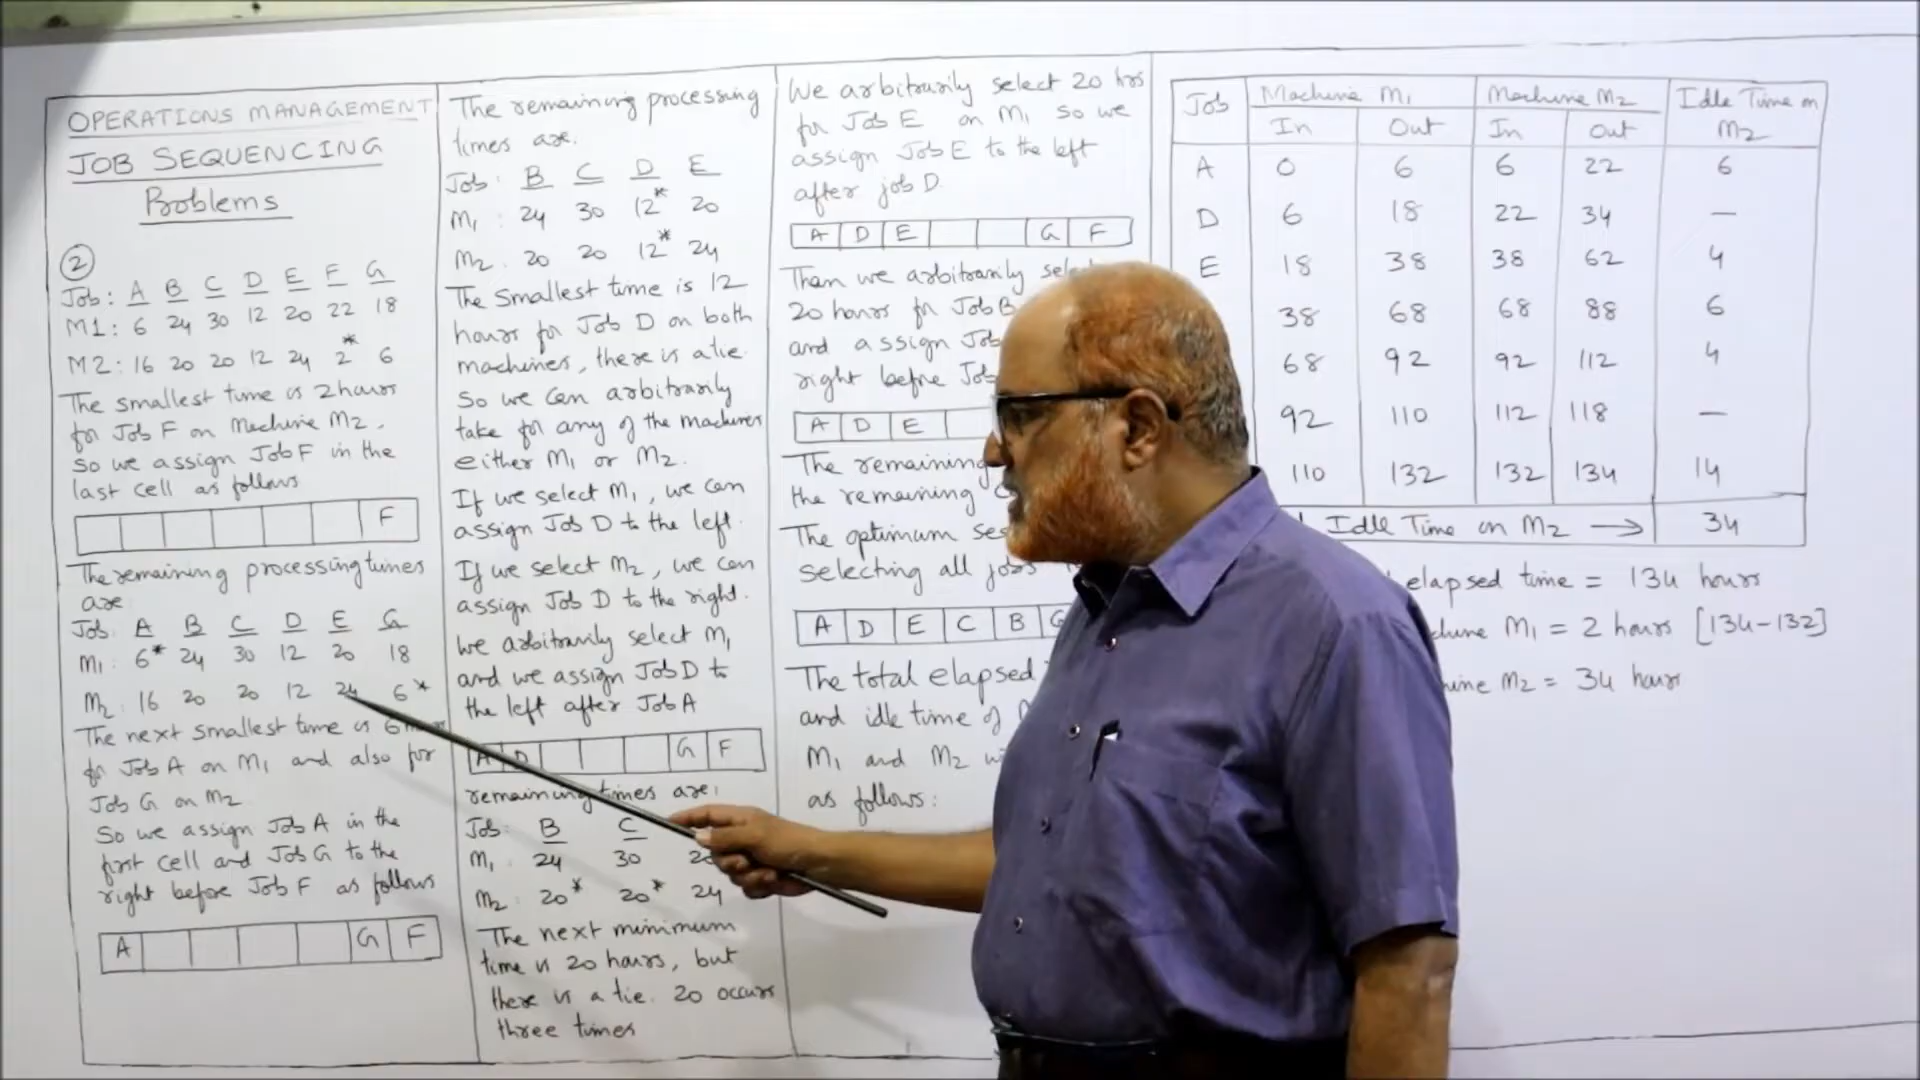 OPERATIONS MANAGEMENT
JOB SEQUENCING
Problems
2
Job: A B C D E F G
M1: 6 24 30 12 20 22 18
M2: 16 20 20 12 24 2* 6
The smallest time is 2 hours
for Job F on Machine M2,
So we assign Job F in the
last cell as follows
F
The remaining processing times
are
Job: A B C D E G
M1: 6* 24 30 12 20 18
M2: 16 20 20 12 24 6*
The next smallest time is 6
for Job A on M1 and also for
Job G on M2
So we assign Job A in the
first cell and Job G to the
right before Job F as follows
A G F
The remaining processing
times are.
Job: B C D E
M1: 24 30 12* 20
M2: 20 20 12* 24
The smallest time is 12
hours for Job D on both
machines, there is a tie.
So we can arbitrarily
take for any of the machines
either M1 or M2.
If we select M1, we can
assign Job D to the left.
If we select M2, we can
assign Job D to the right.
we arbitrarily select M1
and we assign Job D to
the left after Job A
A D G F
remaining times are:
Job: B C
M1: 24 30 20
M2: 20* 20* 24
The next minimum
time is 20 hours, but
there is a tie. 20 occurs
three times
We arbitrarily select 20 hrs
for Job E on M1 so we
assign Job E to the left
after job D.
A D E G F
Then we arbitrarily
20 hours for Job B
and assign Job
right before Job
A D E
The remaining
the remaining
The optimum
selecting all jobs
A D E C B G
The total elapsed
and idle time of
M1 and M2
as follows:
Job Machine M1 Machine M2 Idle Time on M2
In Out In Out
A 0 6 6 22 6
D 6 18 22 34 —
E 18 38 38 62 4
38 68 68 88 6
68 92 92 112 4
92 110 112 118 —
110 132 132 134 14
Idle Time on M2 → 34
elapsed time = 134 hours
M1 = 2 hours [134-132]
M2 = 34 hours